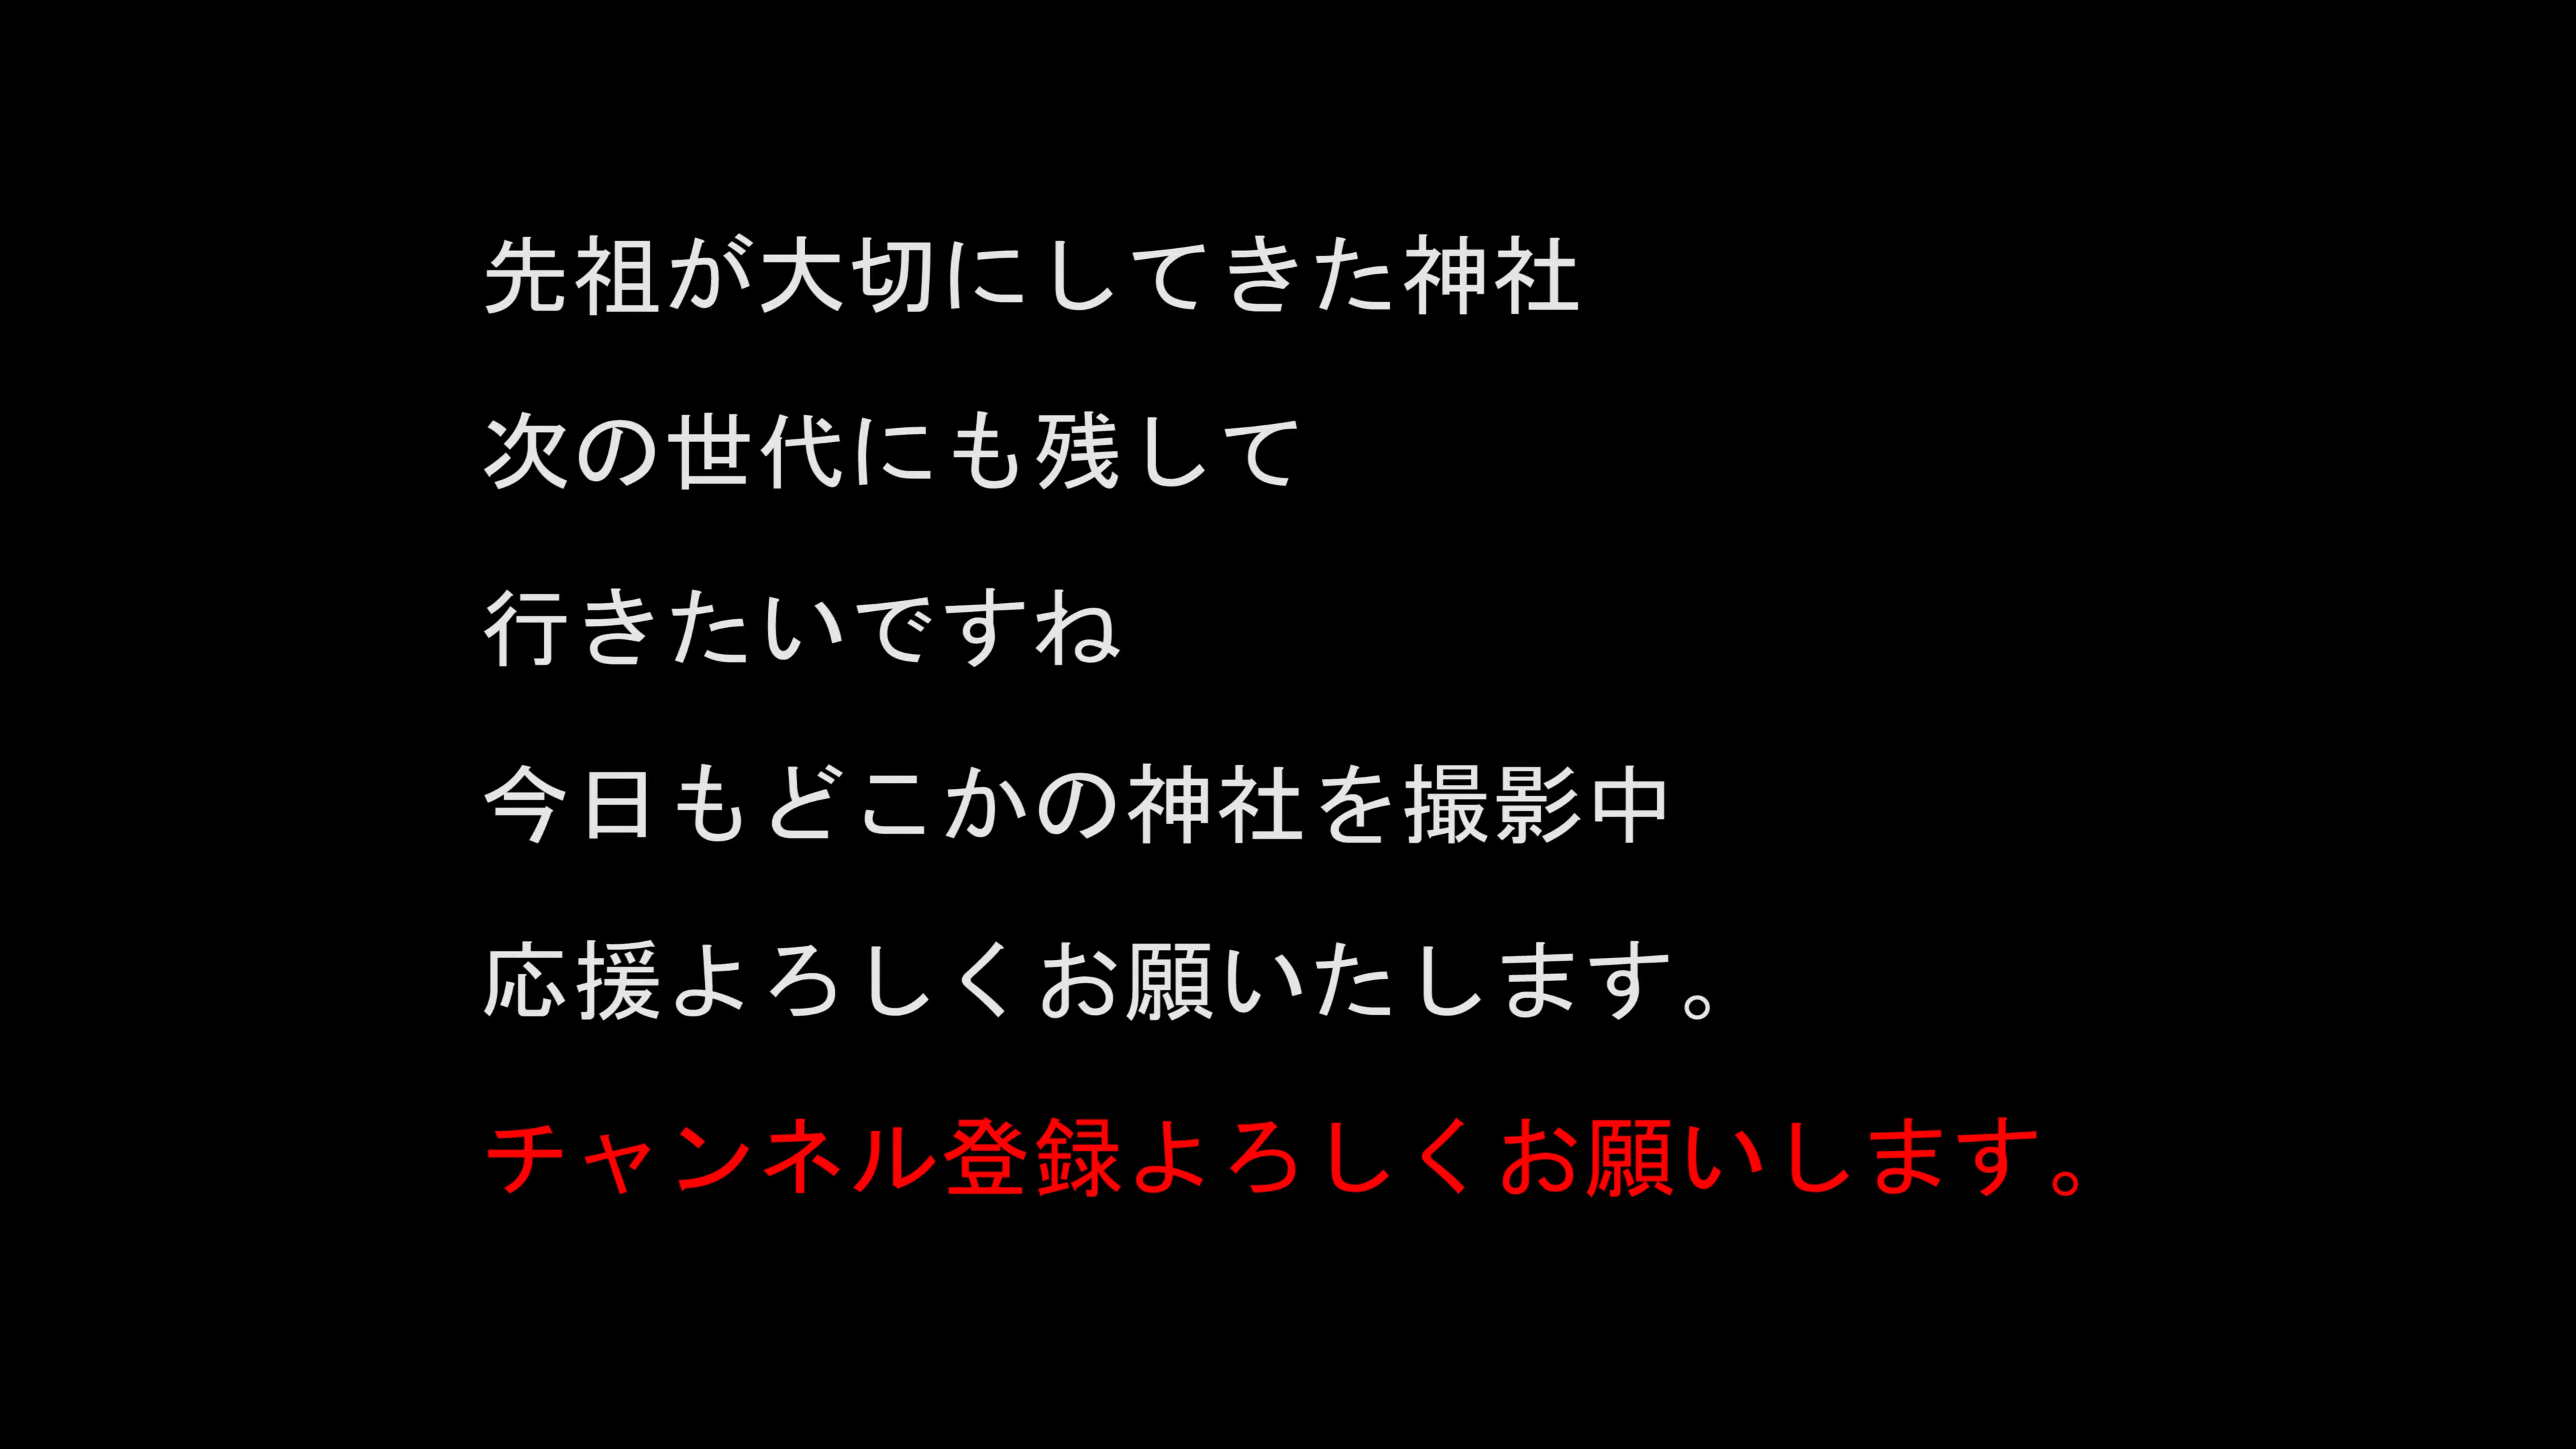 先祖が大切にしてきた神社
次の世代にも残して
行きたいですね
今日もどこかの神社を撮影中
応援よろしくお願いたします。
チャンネル登録よろしくお願いします。